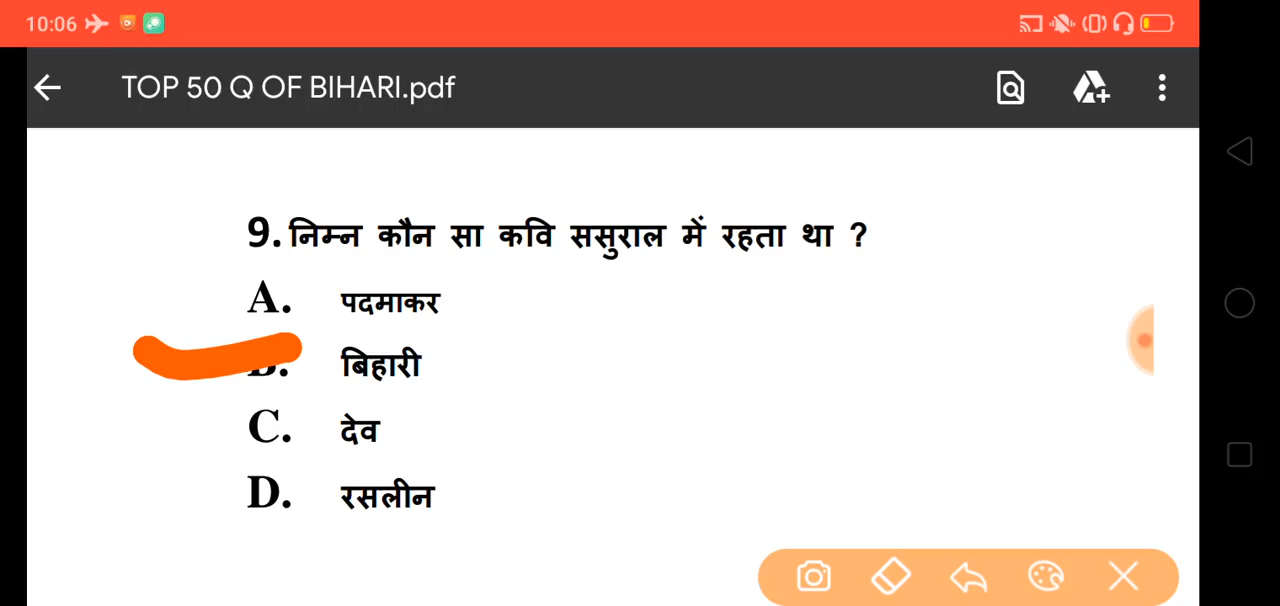 10:06
TOP 50 Q OF BIHARI.pdf
9. निम्न कौन सा कवि ससुराल में रहता था ?
A. पदमाकर
B. बिहारी
C. देव
D. रसलीन